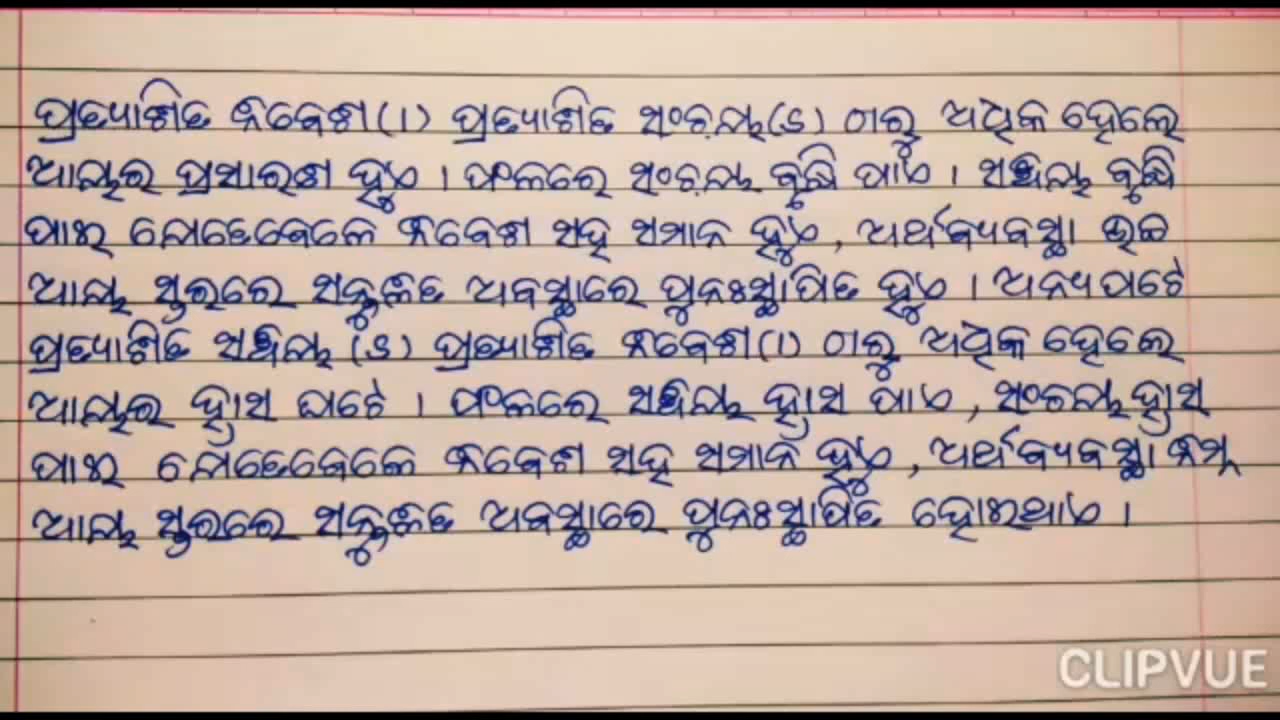 ପ୍ରତ୍ୟାଶିତ ନିବେଶ (I) ପ୍ରତ୍ୟାଶିତ ସଂଚୟ (S) ଠାରୁ ଅଧିକ ହେଲେ
ଆୟର ପ୍ରସାରଣ ହୁଏ । ଫଳରେ ସଂଚୟ ବୃଦ୍ଧି ପାଏ । ସଞ୍ଚୟ ବୃଦ୍ଧି
ପାଇ ଯେତେବେଳେ ନିବେଶ ସହ ସମାନ ହୁଏ , ଅର୍ଥବ୍ୟବସ୍ଥା ଉଚ୍ଚ
ଆୟ ସ୍ତରରେ ସନ୍ତୁଳିତ ଅବସ୍ଥାରେ ପୁନଃସ୍ଥାପିତ ହୁଏ । ଅନ୍ୟପଟେ
ପ୍ରତ୍ୟାଶିତ ସଞ୍ଚୟ (S) ପ୍ରତ୍ୟାଶିତ ନିବେଶ (I) ଠାରୁ ଅଧିକ ହେଲେ
ଆୟର ହ୍ରାସ ଘଟେ । ଫଳରେ ସଞ୍ଚୟ ହ୍ରାସ ପାଏ , ସଂଚୟ ହ୍ରାସ
ପାଇ ଯେତେବେଳେ ନିବେଶ ସହ ସମାନ ହୁଏ , ଅର୍ଥବ୍ୟବସ୍ଥା ନିମ୍ନ
ଆୟ ସ୍ତରରେ ସନ୍ତୁଳିତ ଅବସ୍ଥାରେ ପୁନଃସ୍ଥାପିତ ହୋଇଥାଏ ।
CLIPVUE